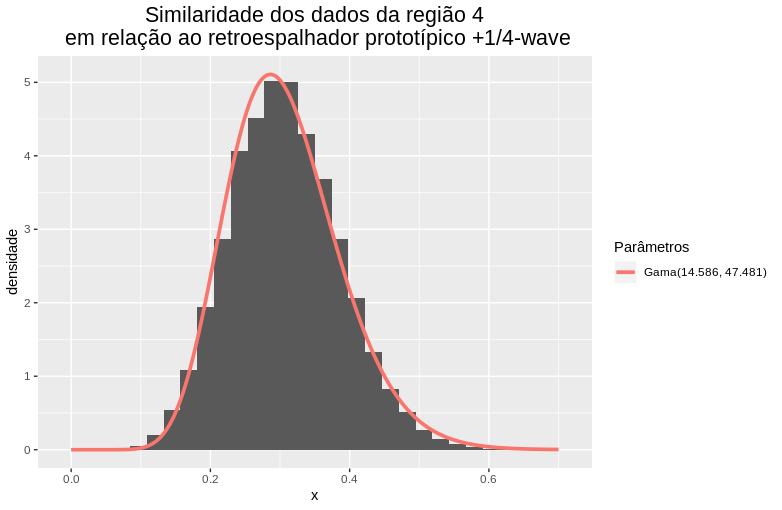 Similaridade dos dados da região 4
em relação ao retroespalhador prototípico +1/4-wave
5
4
3
2
1
0
densidade
0.0
0.2
0.4
0.6
x
Parâmetros
Gama(14.586, 47.481)